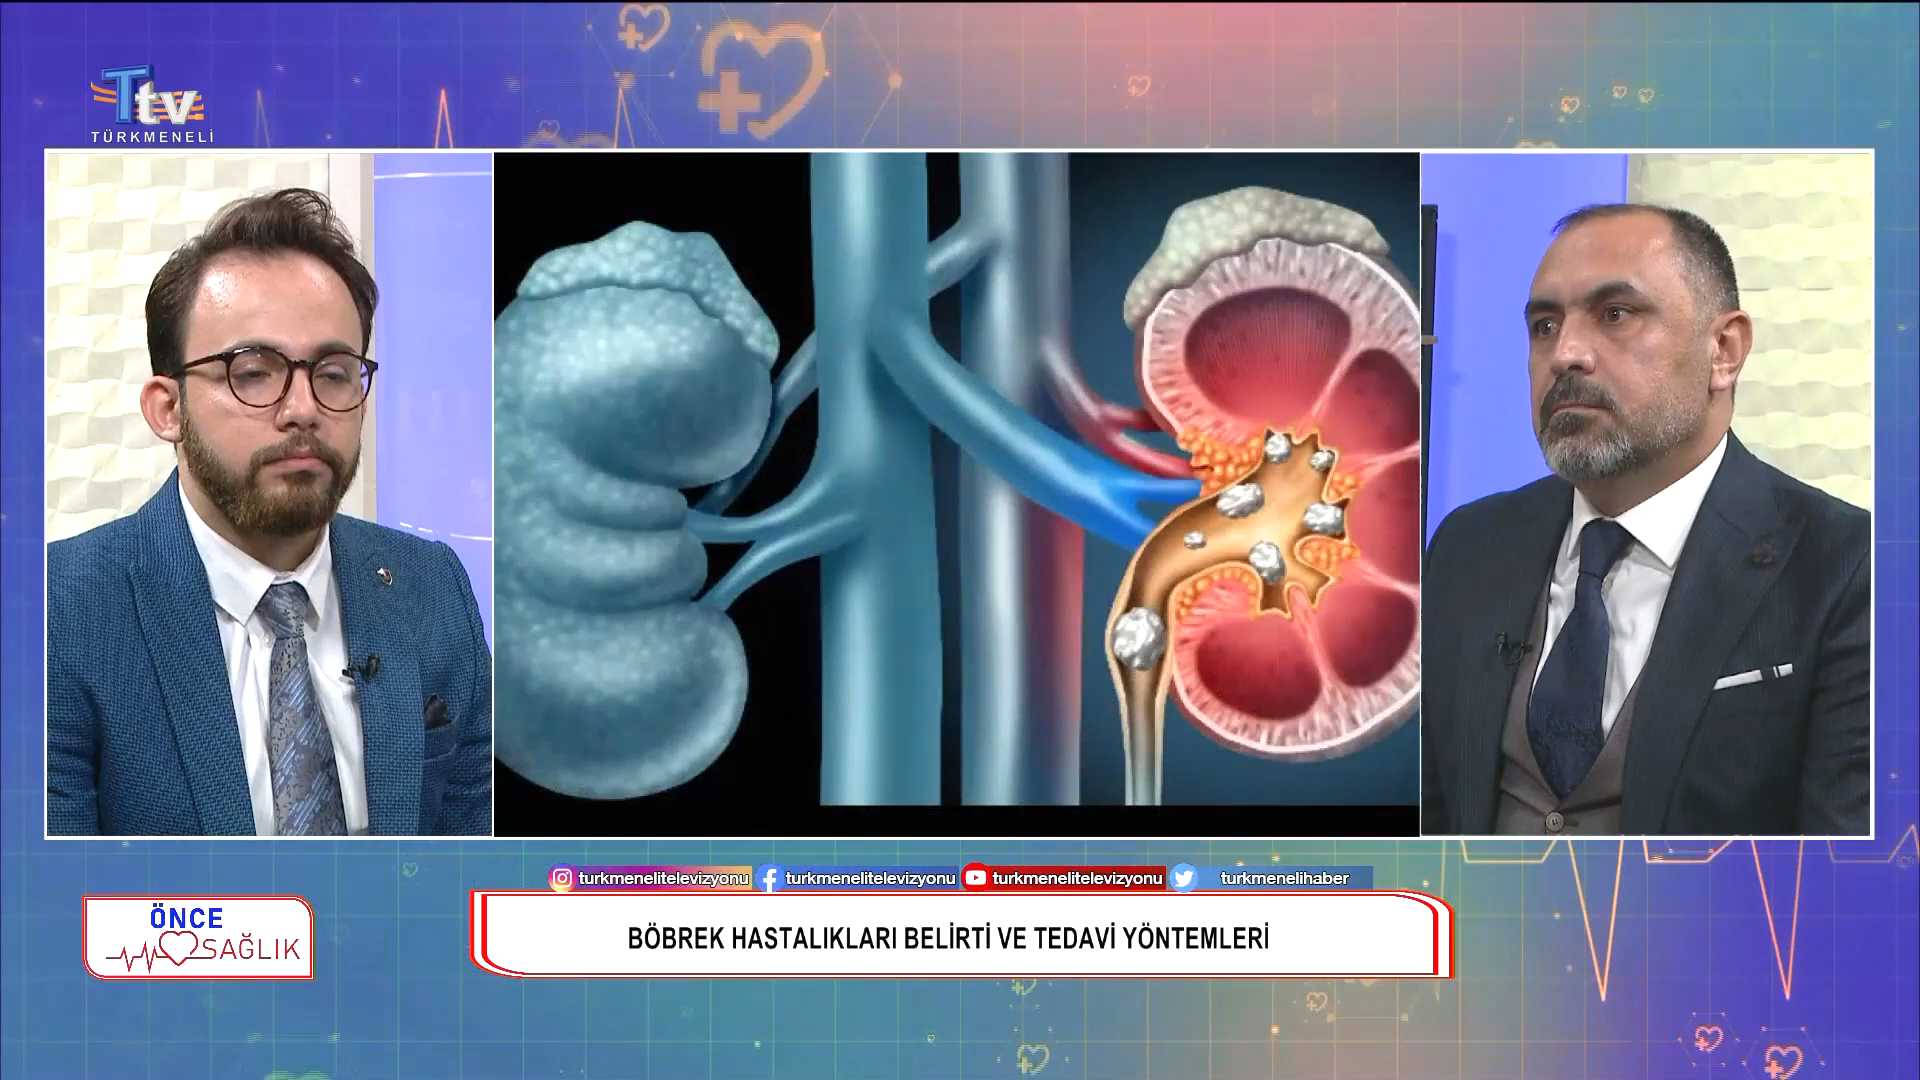 Ttv
TÜRKMENELİ
turkmenelitelevizyonu turkmenelitelevizyonu turkmenelitelevizyonu turkmenelihaber
ÖNCE
SAĞLIK
BÖBREK HASTALIKLARI BELİRTİ VE TEDAVİ YÖNTEMLERİ